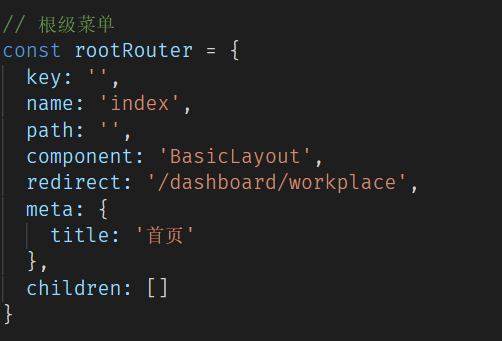 // 根级菜单
const rootRouter = {
  key: '',
  name: 'index',
  path: '',
  component: 'BasicLayout',
  redirect: '/dashboard/workplace',
  meta: {
    title: '首页'
  },
  children: []
}